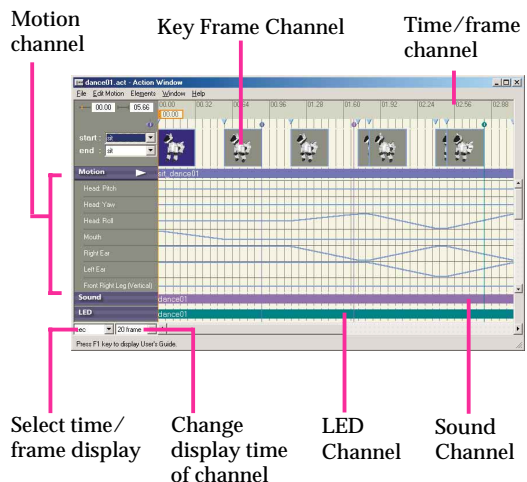 Motion
channel
Key Frame Channel
Time/frame
channel
dance01.act - Action Window
File Edit Motion Elements Window Help
00.00 05.66
00.00 00.32 00.64 00.96 01.28 01.60 01.92 02.24 02.56 02.88
00.00
start : sit
end : sit
Motion sit_dance01
Head: Pitch
Head: Yaw
Head: Roll
Mouth
Right Ear
Left Ear
Front Right Leg (Vertical)
Sound dance01
LED dance01
sec 20 frame
Press F1 key to display User's Guide.
Select time/
frame display
Change
display time
of channel
LED
Channel
Sound
Channel